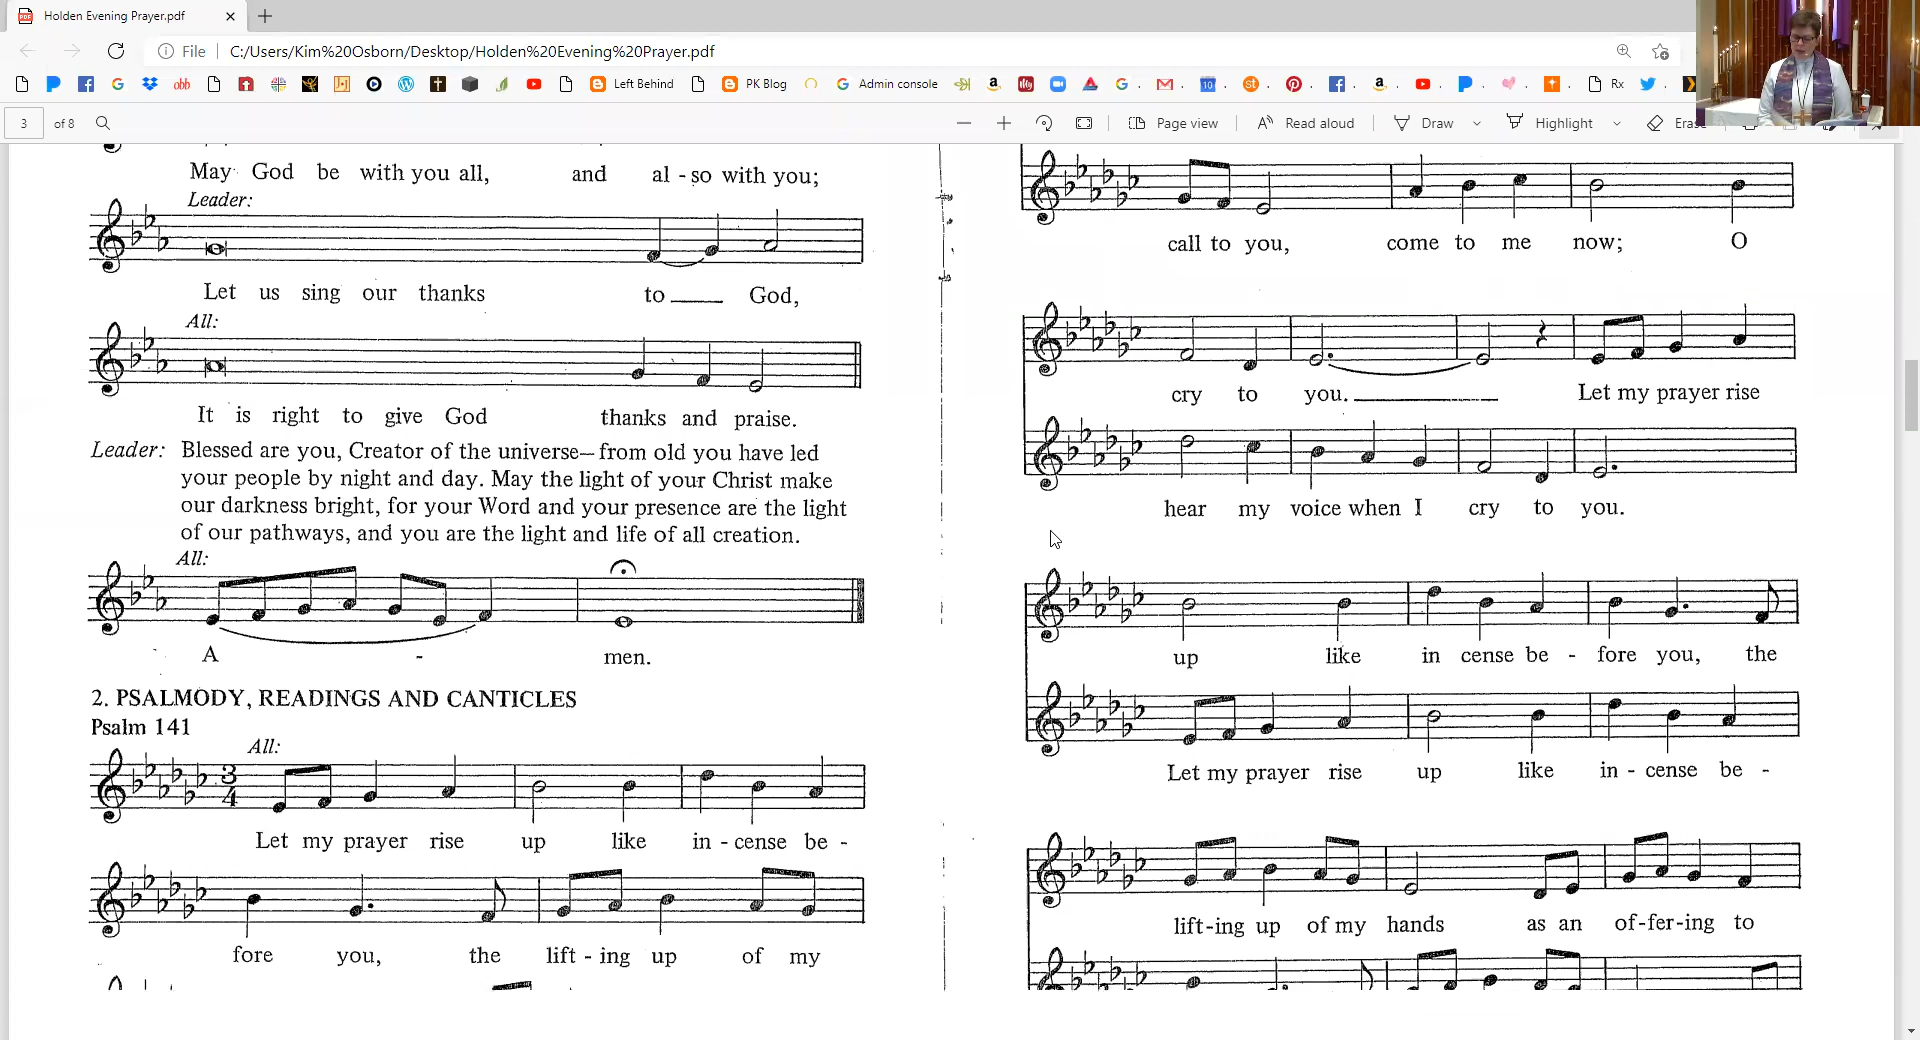 Holden Evening Prayer.pdf
File C:/Users/Kim%20Osborn/Desktop/Holden%20Evening%20Prayer.pdf
obb Left Behind PK Blog Admin console Rx
3 of 8 Page view Read aloud Draw Highlight Eras
May God be with you all, and al - so with you;
Leader:
Let us sing our thanks to God,
All:
It is right to give God thanks and praise.
Leader: Blessed are you, Creator of the universe—from old you have led
your people by night and day. May the light of your Christ make
our darkness bright, for your Word and your presence are the light
of our pathways, and you are the light and life of all creation.
All:
A - men.
2. PSALMODY, READINGS AND CANTICLES
Psalm 141
All:
3
4
Let my prayer rise up like in - cense be -
fore you, the lift - ing up of my
call to you, come to me now; O
cry to you. Let my prayer rise
hear my voice when I cry to you.
up like in cense be - fore you, the
Let my prayer rise up like in - cense be -
lift-ing up of my hands as an of-fer-ing to